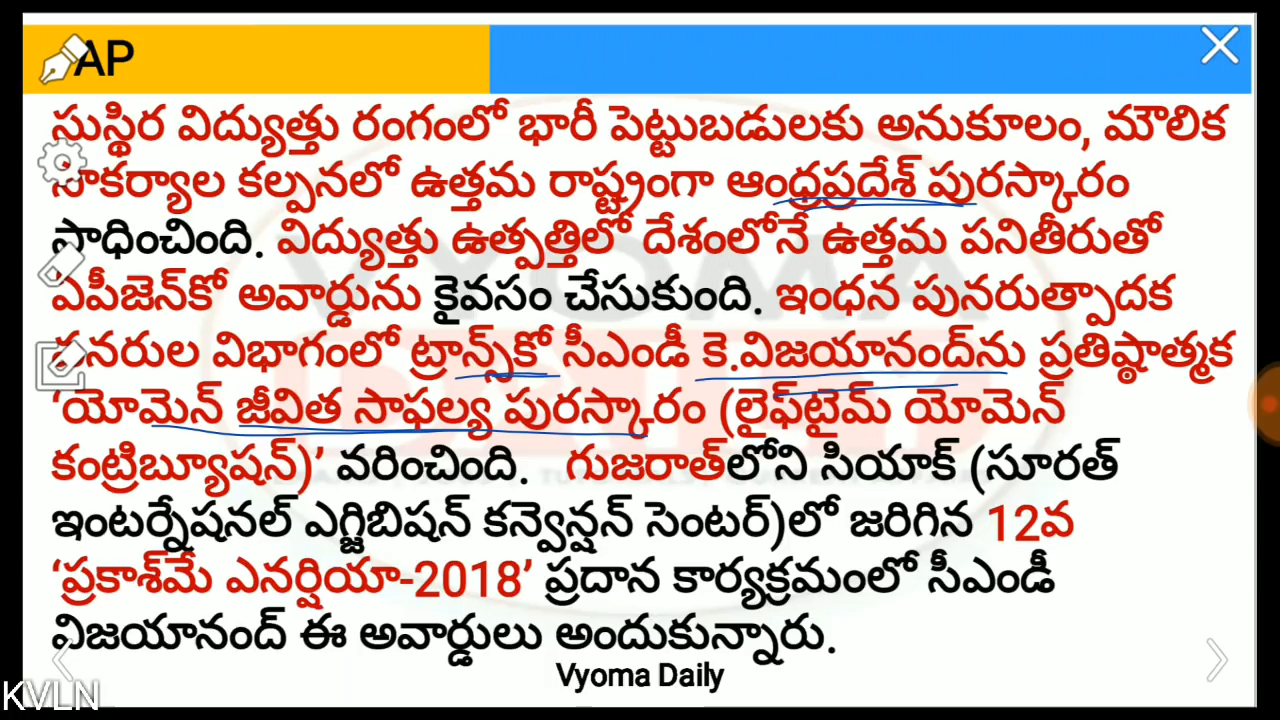 AP
సుస్థిర విద్యుత్తు రంగంలో భారీ పెట్టుబడులకు అనుకూలం, మౌలిక
సౌకర్యాల కల్పనలో ఉత్తమ రాష్ట్రంగా ఆంధ్రప్రదేశ్ పురస్కారం
సాధించింది. విద్యుత్తు ఉత్పత్తిలో దేశంలోనే ఉత్తమ పనితీరుతో
ఏపీజెన్‌కో అవార్డును కైవసం చేసుకుంది. ఇంధన పునరుత్పాదక
వనరుల విభాగంలో ట్రాన్స్‌కో సీఎండీ కె.విజయానంద్‌ను ప్రతిష్ఠాత్మక
‘యోమెన్ జీవిత సాఫల్య పురస్కారం (లైఫ్‌టైమ్ యోమెన్
కంట్రిబ్యూషన్)’ వరించింది. గుజరాత్‌లోని సియాక్ (సూరత్
ఇంటర్నేషనల్ ఎగ్జిబిషన్ కన్వెన్షన్ సెంటర్)లో జరిగిన 12వ
‘ప్రకాశ్‌మే ఎనర్షియా-2018’ ప్రదాన కార్యక్రమంలో సీఎండీ
విజయానంద్ ఈ అవార్డులు అందుకున్నారు.
Vyoma Daily
KVLN